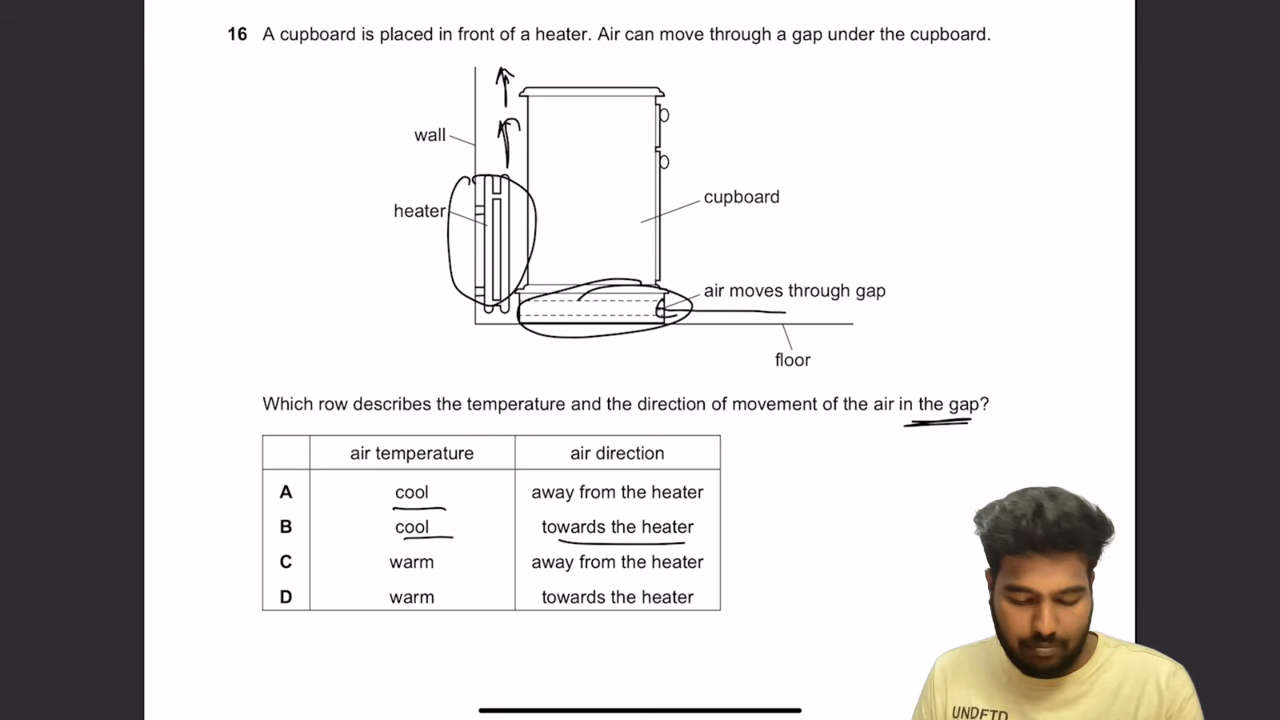 16 A cupboard is placed in front of a heater. Air can move through a gap under the cupboard.
wall
heater
cupboard
air moves through gap
floor
Which row describes the temperature and the direction of movement of the air in the gap?
air temperature air direction
A cool away from the heater
B cool towards the heater
C warm away from the heater
D warm towards the heater
UNDFTD